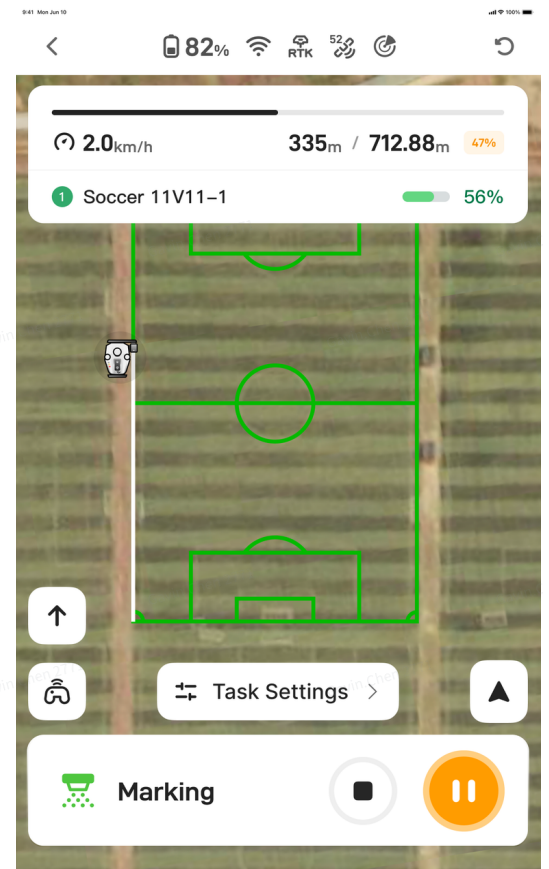 9:41 Mon Jun 10
100%
82%
RTK
52
2.0km/h
335m / 712.88m
47%
1 Soccer 11V11-1
56%
Task Settings
Marking